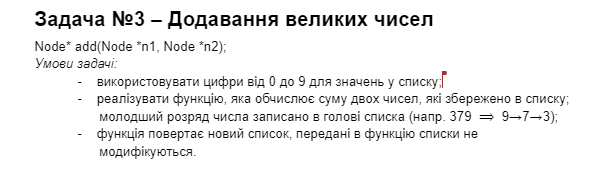 Задача №3 – Додавання великих чисел
Node* add(Node *n1, Node *n2);
Умови задачі:
- використовувати цифри від 0 до 9 для значень у списку;
- реалізувати функцію, яка обчислює суму двох чисел, які збережено в списку;
молодший розряд числа записано в голові списка (напр. 379 ⟹ 9→7→3);
- функція повертає новий список, передані в функцію списки не
модифікуються.